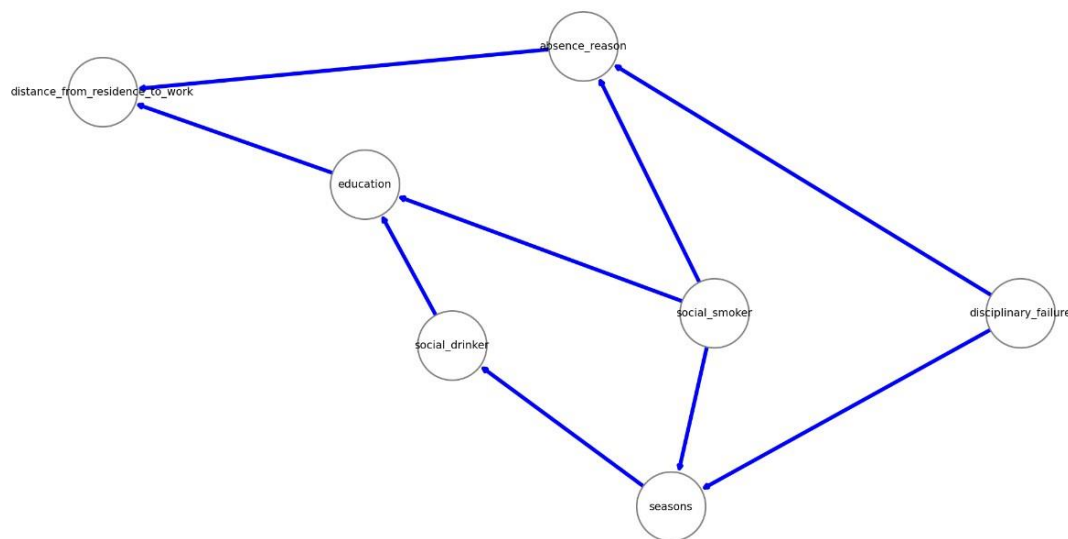 absence_reason
distance_from_residence_to_work
education
social_smoker
disciplinary_failure
social_drinker
seasons